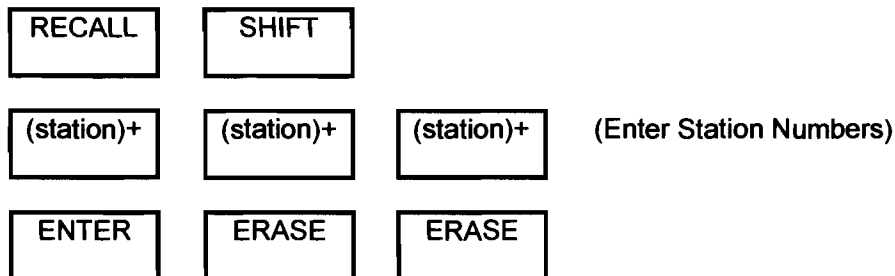 RECALL SHIFT
(station)+ (station)+ (station)+ (Enter Station Numbers)
ENTER ERASE ERASE